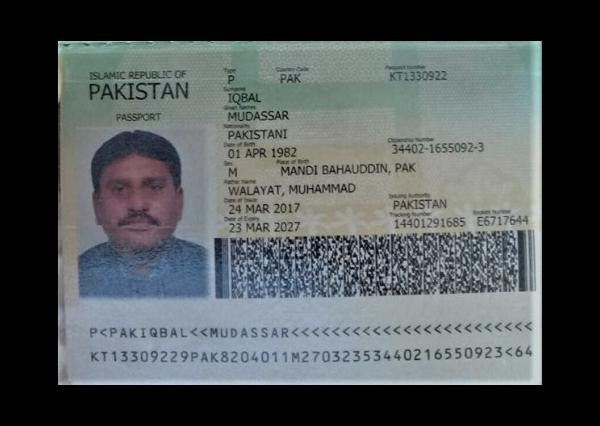 ISLAMIC REPUBLIC OF
PAKISTAN
PASSPORT
Type Country Code Passport Number
P PAK KT1330922
Surname
IQBAL
Given Names
MUDASSAR
Nationality
PAKISTANI
Date of Birth Citizenship Number
01 APR 1982 34402-1655092-3
Sex Place of Birth
M MANDI BAHAUDDIN, PAK
Father Name
WALAYAT, MUHAMMAD
Date of Issue Issuing Authority
24 MAR 2017 PAKISTAN
Date of Expiry Tracking Number Booklet Number
23 MAR 2027 14401291685 E6717644
P<PAKIQBAL<<MUDASSAR<<<<<<<<<<<<<<<<<<<<<<<<
KT13309229PAK8204011M27032353440216550923<64